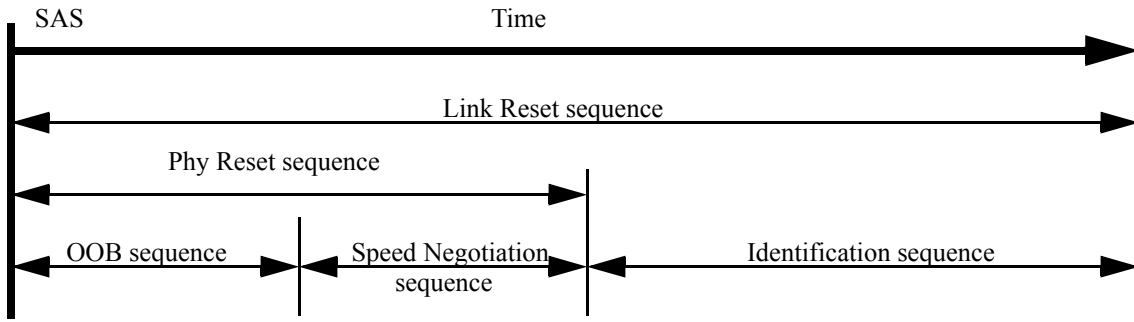 SAS
Time
Link Reset sequence
Phy Reset sequence
OOB sequence
Speed Negotiation
sequence
Identification sequence